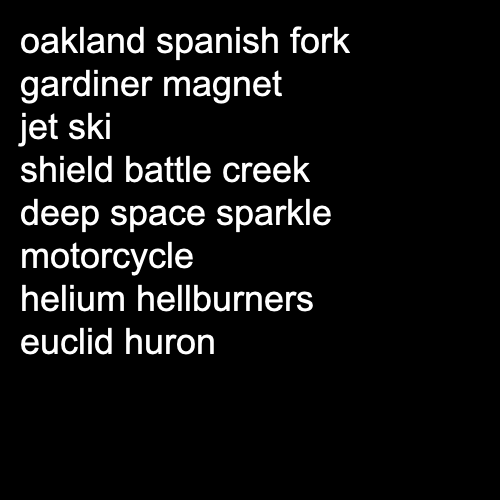 oakland spanish fork
gardiner magnet
jet ski
shield battle creek
deep space sparkle
motorcycle
helium hellburners
euclid huron